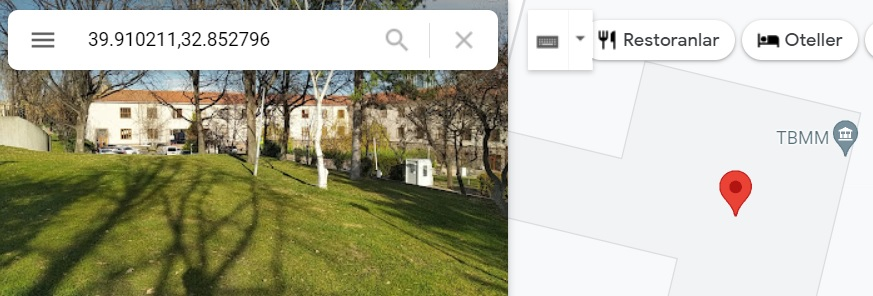 39.910211,32.852796
Restoranlar
Oteller
TBMM